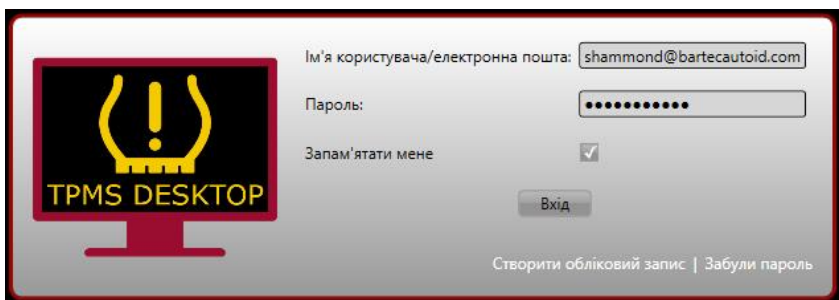 Ім'я користувача/електронна пошта: shammond@bartecautoid.com
Пароль: •••••••••••
Запам'ятати мене
TPMS DESKTOP
Вхід
Створити обліковий запис | Забули пароль